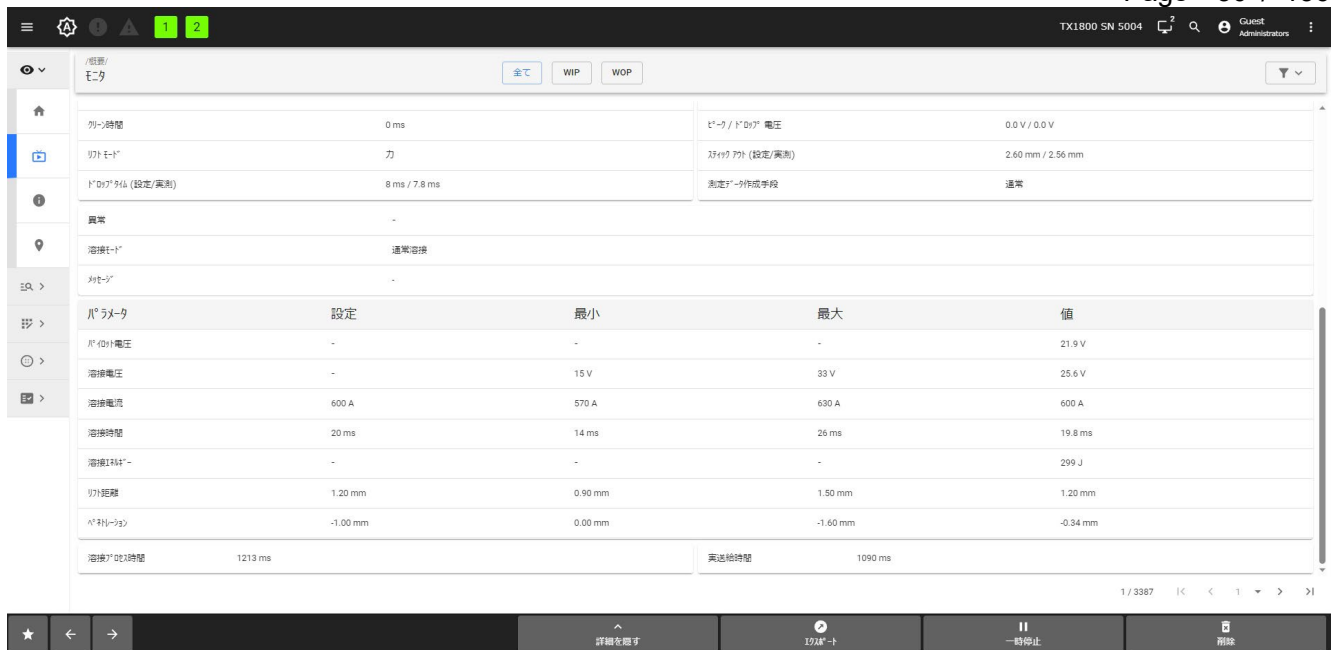 1 2 TX1800 SN 5004 2 Guest
Administrators
/概要/
モニタ 全て WIP WOP
クリーン時間 0 ms ピーク / ドロップ 電圧 0.0 V / 0.0 V
リフト モード 力 スティック アウト (設定/実測) 2.60 mm / 2.56 mm
ドロップ タイム (設定/実測) 8 ms / 7.8 ms 測定データ作成手段 通常
異常 -
溶接モード 通常溶接
メッセージ -
パラメータ 設定 最小 最大 値
パイロット電圧 - - - 21.9 V
溶接電圧 - 15 V 33 V 25.6 V
溶接電流 600 A 570 A 630 A 600 A
溶接時間 20 ms 14 ms 26 ms 19.8 ms
溶接エネルギー - - - 299 J
リフト距離 1.20 mm 0.90 mm 1.50 mm 1.20 mm
ペネトレーション -1.00 mm 0.00 mm -1.60 mm -0.34 mm
溶接プロセス時間 1213 ms 実送給時間 1090 ms
1 / 3387 1
詳細を隠す エクスポート 一時停止 削除